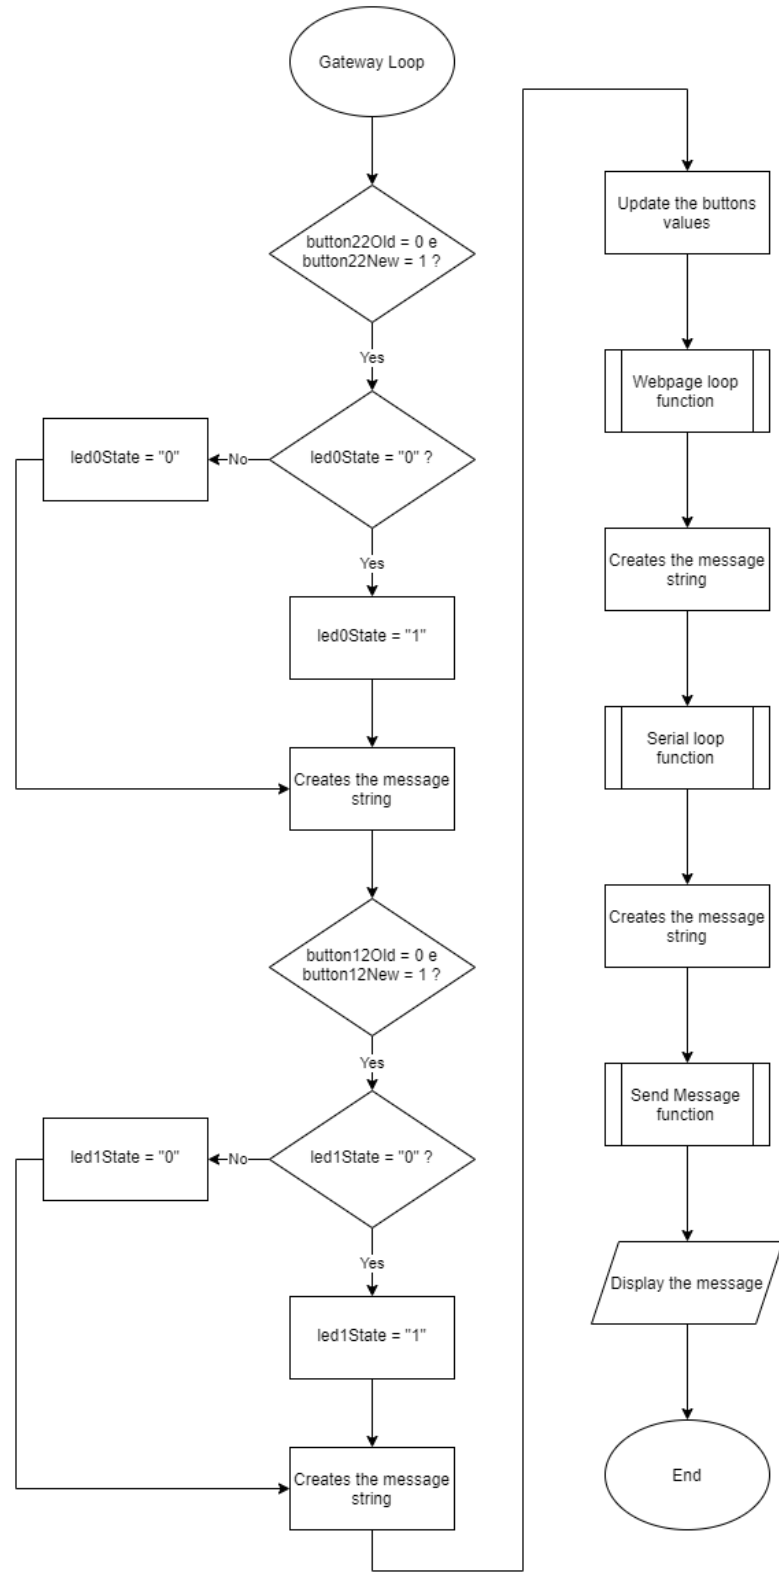 Gateway Loop
button22Old = 0 e
button22New = 1 ?
Yes
led0State = "0" ?
No
led0State = "0"
Yes
led0State = "1"
Creates the message
string
button12Old = 0 e
button12New = 1 ?
Yes
led1State = "0" ?
No
led1State = "0"
Yes
led1State = "1"
Creates the message
string
Update the buttons
values
Webpage loop
function
Creates the message
string
Serial loop
function
Creates the message
string
Send Message
function
Display the message
End